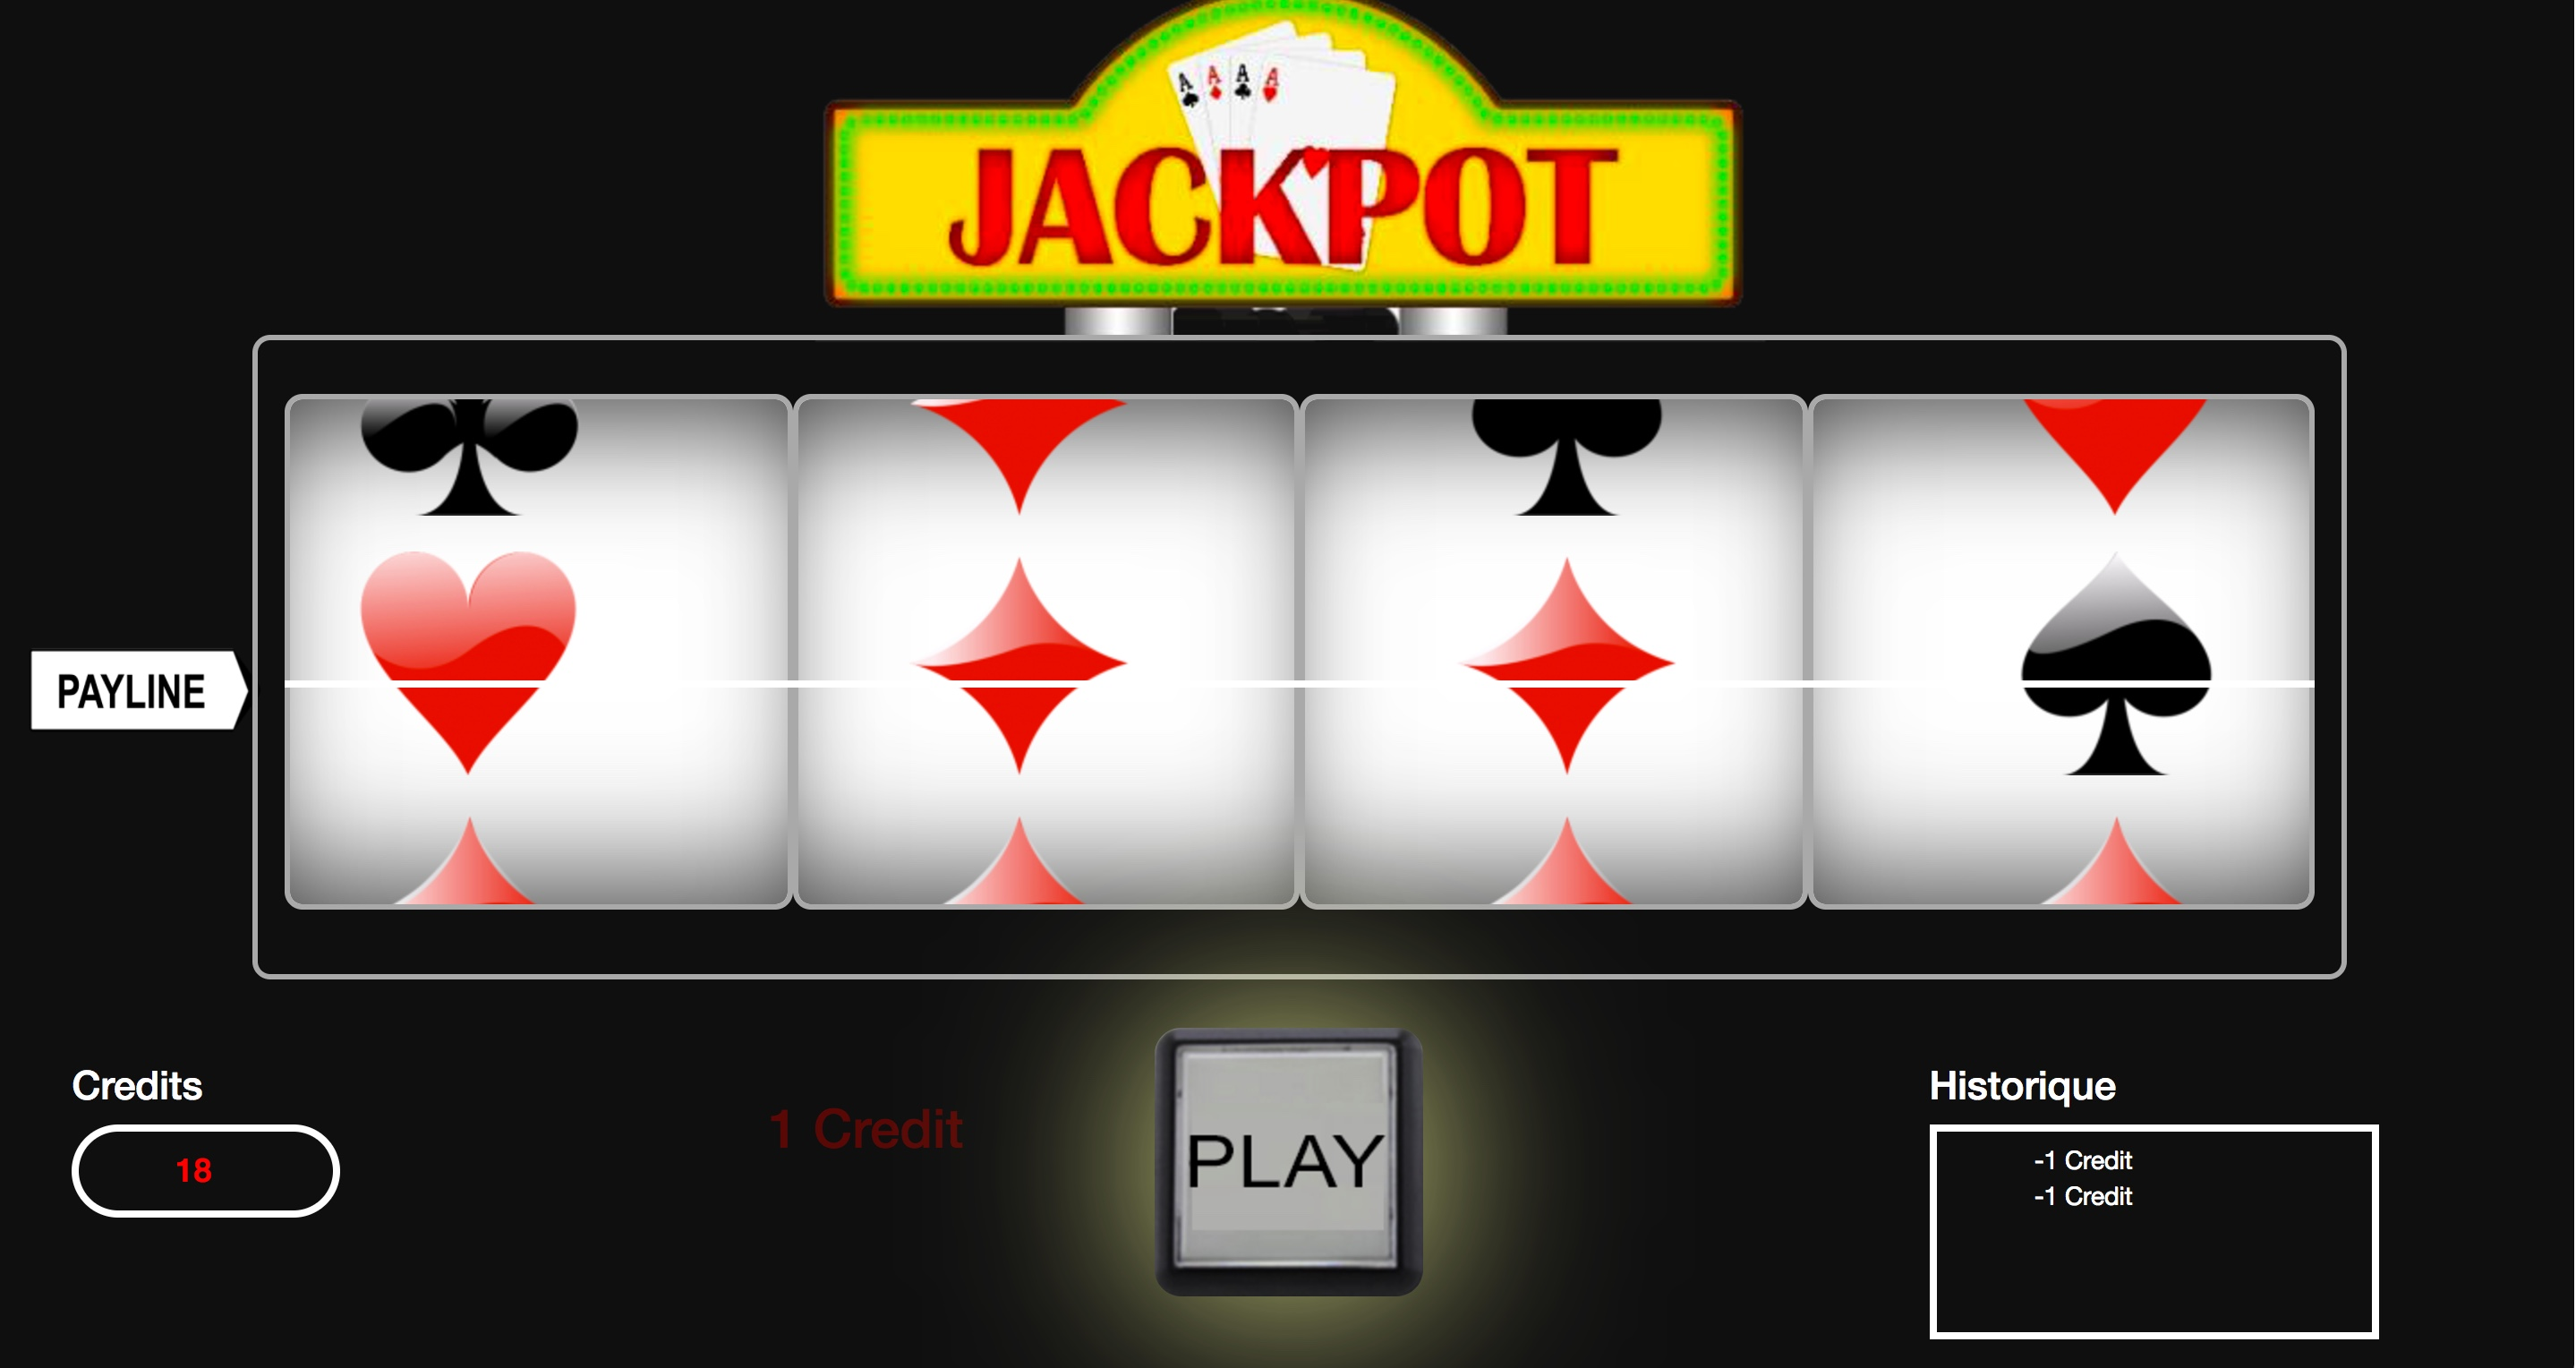 A A A A
JACKPOT
PAYLINE
Credits
18
1 Credit
PLAY
Historique
-1 Credit
-1 Credit